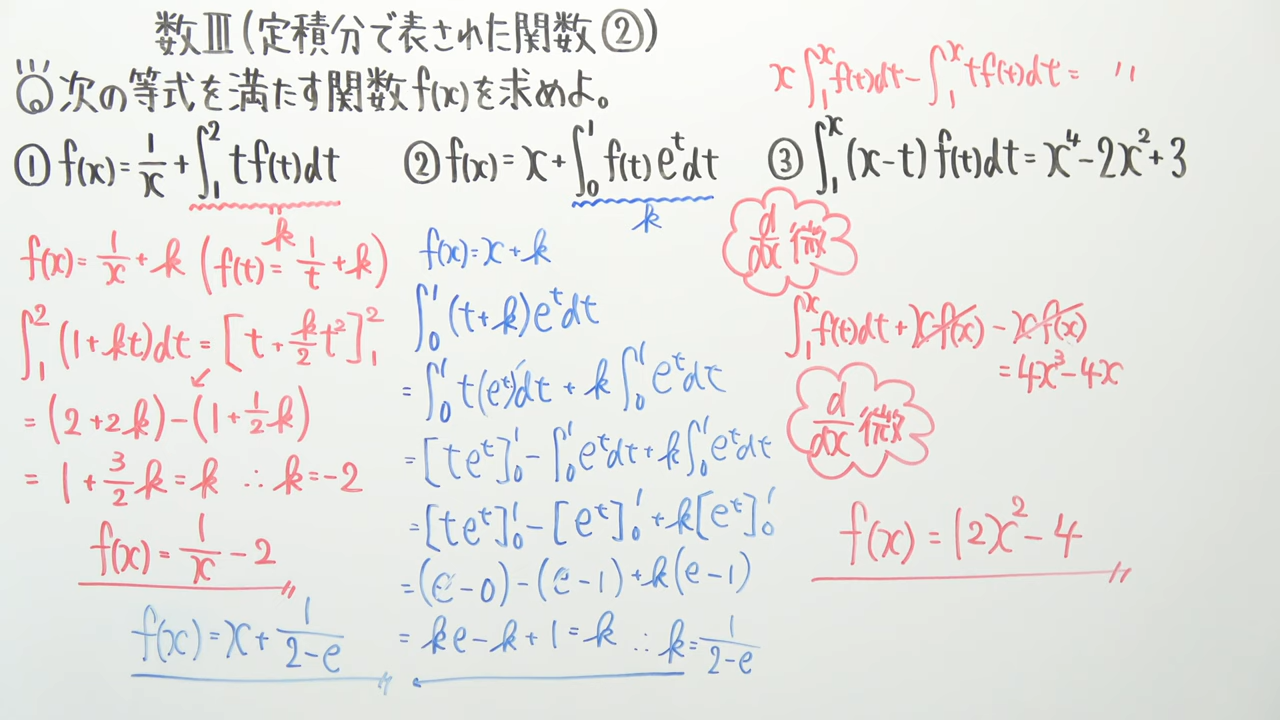 数Ⅲ(定積分で表された関数②)
次の等式を満たす関数f(x)を求めよ。
① f(x)=1/x+∫₁² tf(t)dt
k
f(x)=1/x+k (f(t)=1/t+k)
∫₁²(1+kt)dt=[t+k/2 t²]₁²
=(2+2k)-(1+1/2 k)
=1+3/2 k=k ∴k=-2
f(x)=1/x-2
② f(x)=x+∫₀¹ f(t)eᵗdt
k
f(x)=x+k
∫₀¹(t+k)eᵗdt
=∫₀¹ t(eᵗ)'dt+k∫₀¹eᵗdt
=[teᵗ]₀¹-∫₀¹eᵗdt+k∫₀¹eᵗdt
=[teᵗ]₀¹-[eᵗ]₀¹+k[eᵗ]₀¹
=(e-0)-(e-1)+k(e-1)
=ke-k+1=k ∴k=1/(2-e)
f(x)=x+1/(2-e)
x∫₁ˣf(t)dt-∫₁ˣtf(t)dt= 〃
③ ∫₁ˣ(x-t)f(t)dt=x⁴-2x²+3
d/dx 微分
∫₁ˣf(t)dt+xf(x)-xf(x)
=4x³-4x
d/dx 微分
f(x)=12x²-4